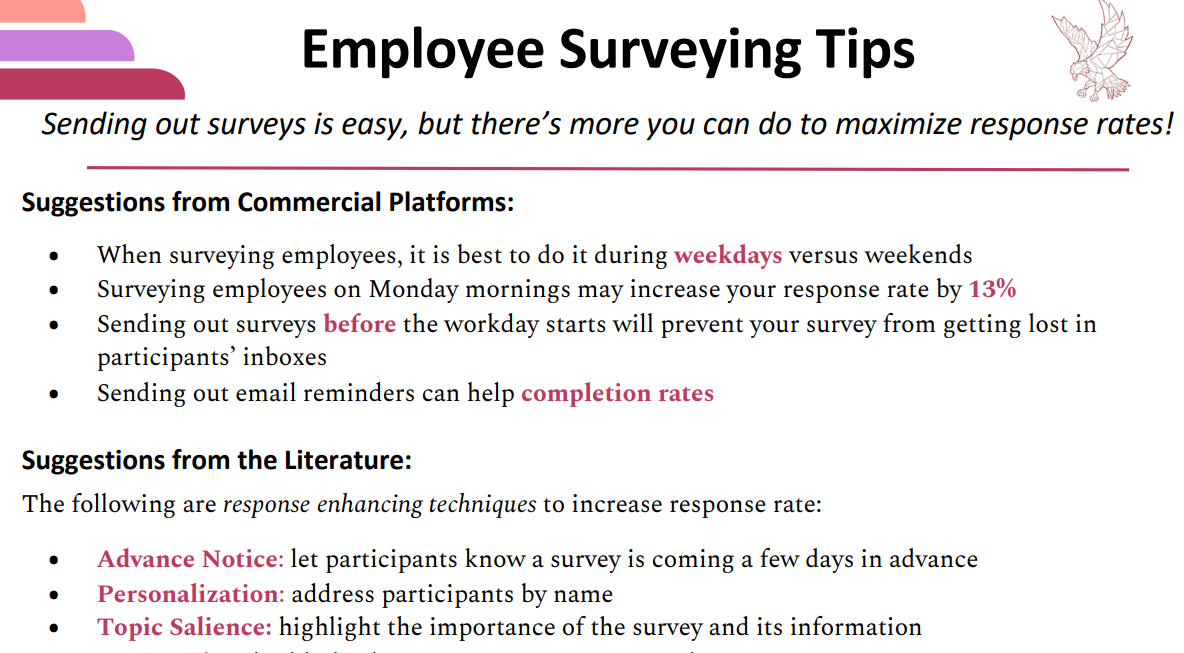 Employee Surveying Tips
Sending out surveys is easy, but there’s more you can do to maximize response rates!
Suggestions from Commercial Platforms:
• When surveying employees, it is best to do it during weekdays versus weekends
• Surveying employees on Monday mornings may increase your response rate by 13%
• Sending out surveys before the workday starts will prevent your survey from getting lost in
participants’ inboxes
• Sending out email reminders can help completion rates
Suggestions from the Literature:
The following are response enhancing techniques to increase response rate:
• Advance Notice: let participants know a survey is coming a few days in advance
• Personalization: address participants by name
• Topic Salience: highlight the importance of the survey and its information